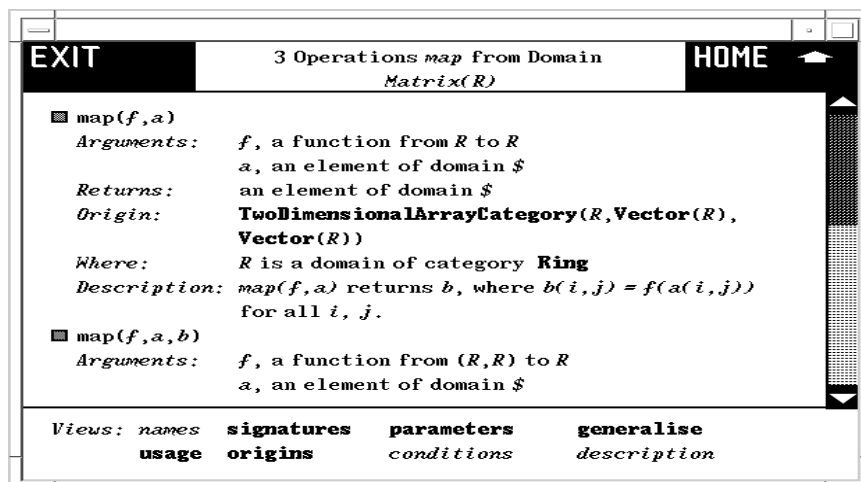 EXIT
3 Operations map from Domain
HOME
Matrix(R)
map(f,a)
Arguments: f, a function from R to R
a, an element of domain $
Returns: an element of domain $
Origin: TwoDimensionalArrayCategory(R,Vector(R),
Vector(R))
Where: R is a domain of category Ring
Description: map(f,a) returns b, where b(i,j) = f(a(i,j))
for all i, j.
map(f,a,b)
Arguments: f, a function from (R,R) to R
a, an element of domain $
Views: names signatures parameters generalise
usage origins conditions description